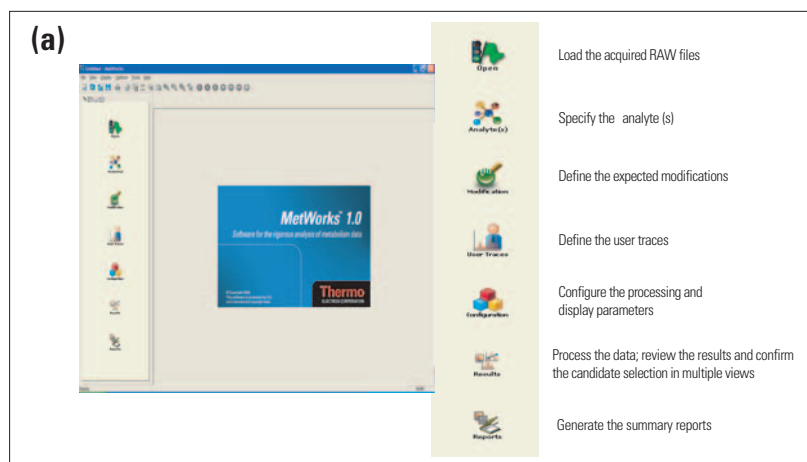 (a)
MetWorks™ 1.0
Software for the rigorous analysis of metabolism data
Thermo
ELECTRON CORPORATION
Open
Load the acquired RAW files
Analyte(s)
Specify the analyte (s)
Modification
Define the expected modifications
User Traces
Define the user traces
Configuration
Configure the processing and
display parameters
Results
Process the data; review the results and confirm
the candidate selection in multiple views
Reports
Generate the summary reports